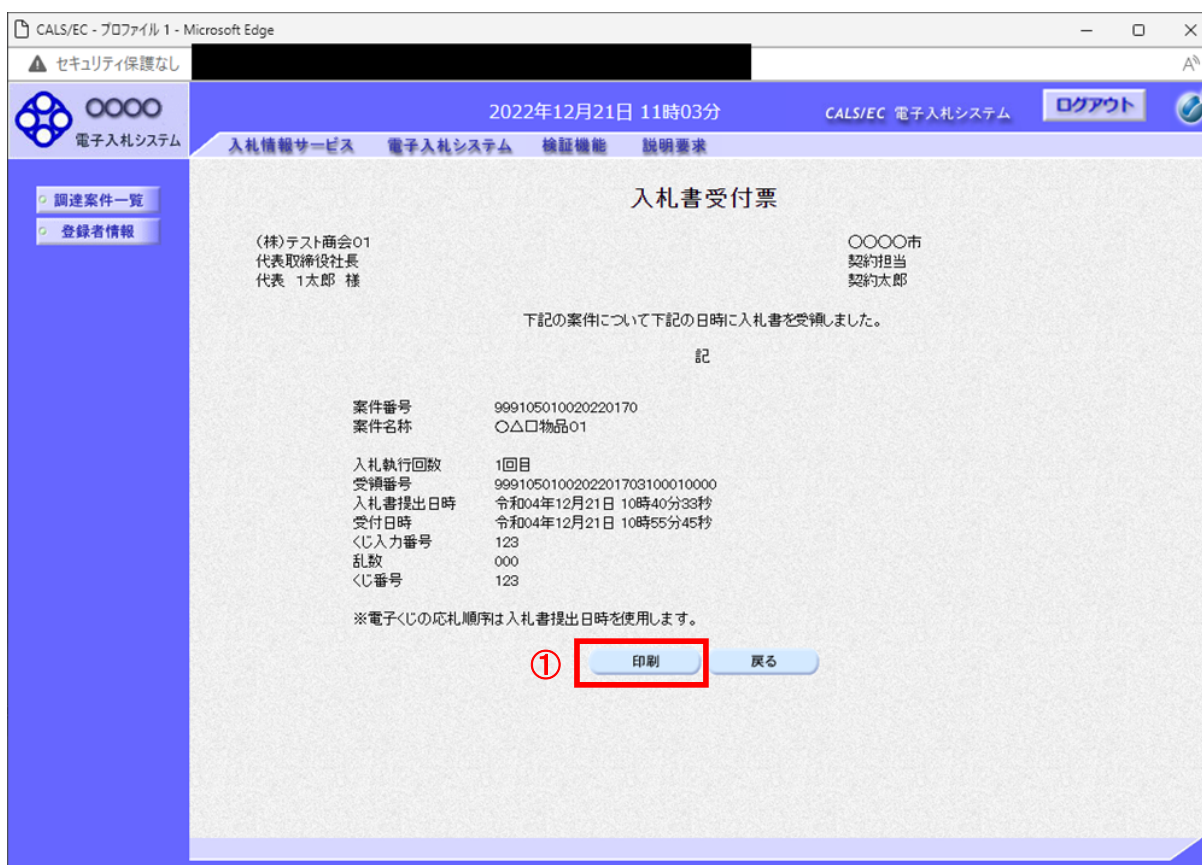 CALS/EC - プロファイル 1 - Microsoft Edge
セキュリティ保護なし
〇〇〇〇
電子入札システム
2022年12月21日 11時03分
CALS/EC 電子入札システム
ログアウト
入札情報サービス 電子入札システム 検証機能 説明要求
調達案件一覧
登録者情報
入札書受付票
(株)テスト商会01
代表取締役社長
代表 1太郎 様
〇〇〇〇市
契約担当
契約太郎
下記の案件について下記の日時に入札書を受領しました。
記
案件番号 999105010020220170
案件名称 〇△口物品01
入札執行回数 1回目
受領番号 9991050100202201703100010000
入札書提出日時 令和04年12月21日 10時40分33秒
受付日時 令和04年12月21日 10時55分45秒
くじ入力番号 123
乱数 000
くじ番号 123
※電子くじの応札順序は入札書提出日時を使用します。
① 印刷 戻る